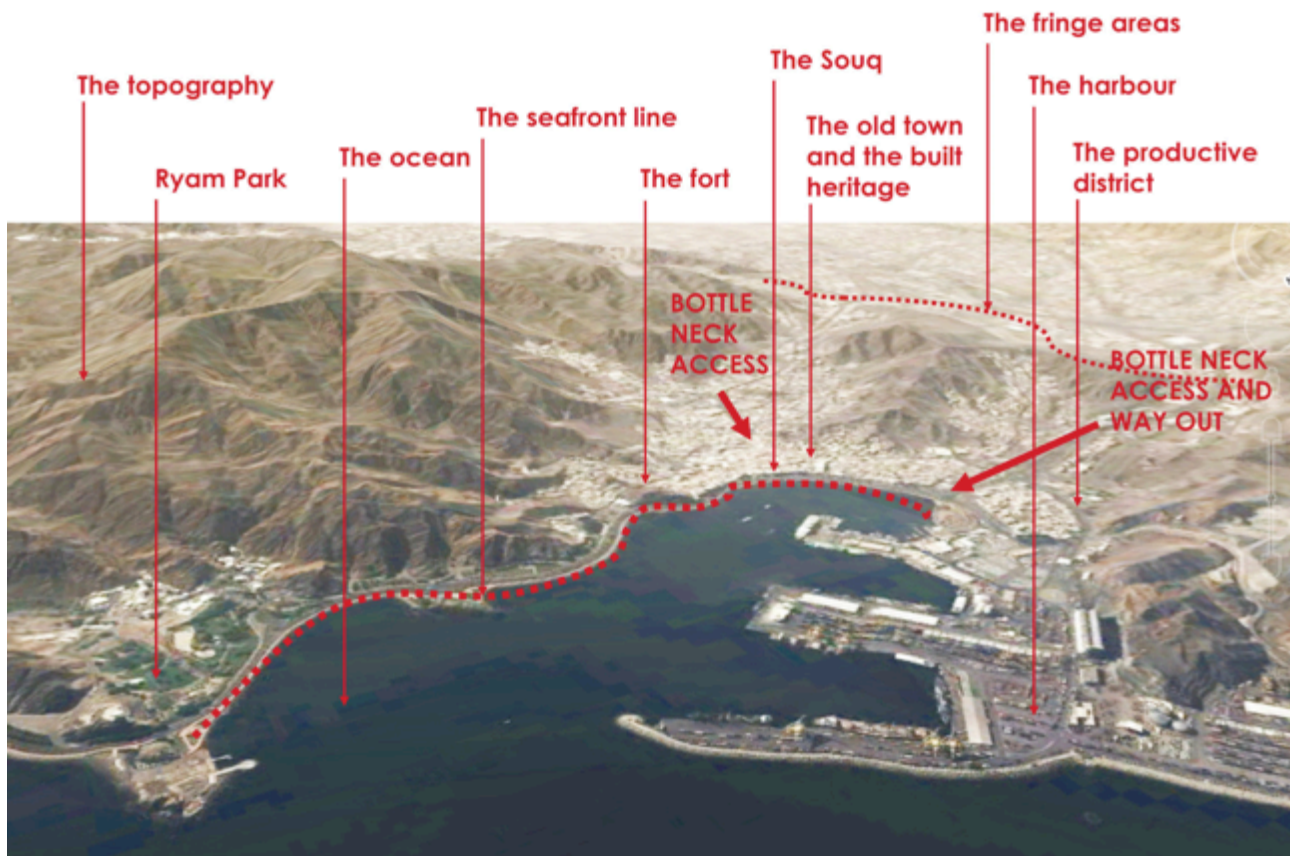 The fringe areas
The Souq
The topography
The harbour
The seafront line
The old town
and the built
heritage
The ocean
The productive
district
Ryam Park
The fort
BOTTLE
NECK
ACCESS
BOTTLE NECK
ACCESS AND
WAY OUT